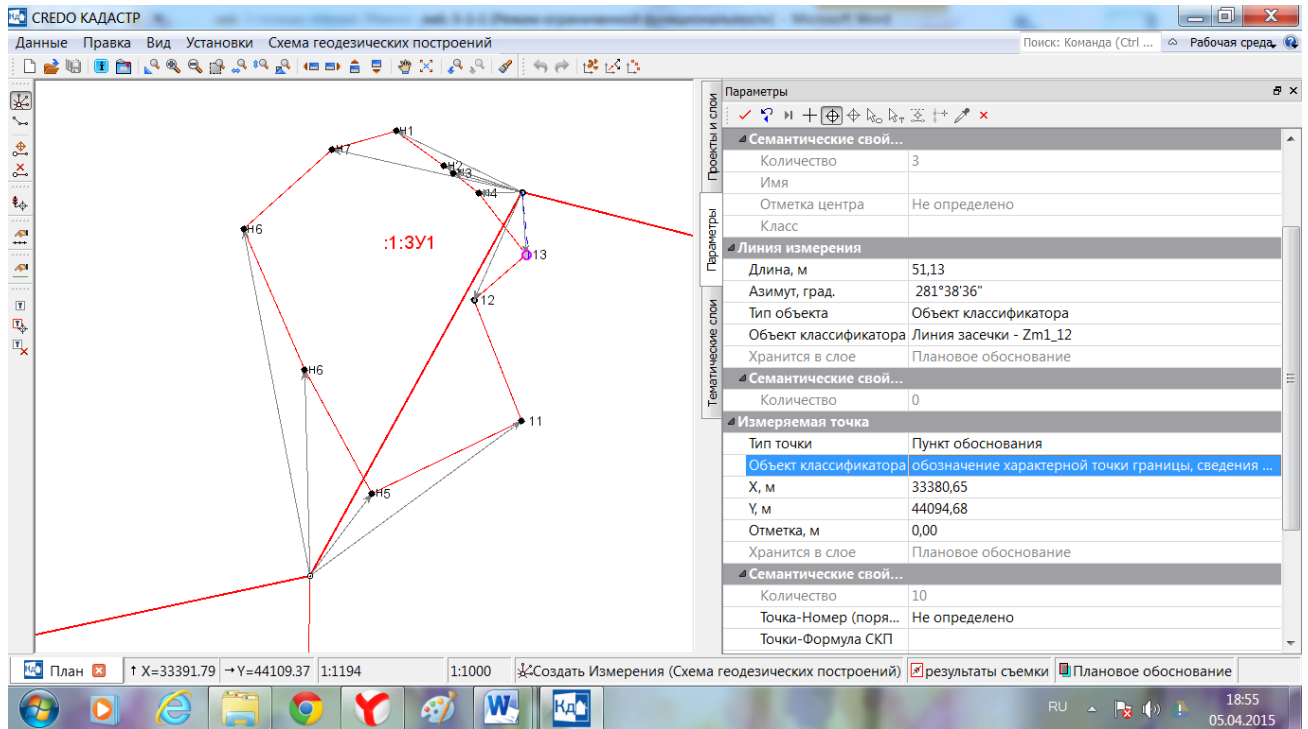 CREDO КАДАСТР
Данные Правка Вид Установки Схема геодезических построений
Поиск: Команда (Ctrl ... Рабочая среда
Параметры
Проекты и слои
Параметры
Тематические слои
Семантические свой...
Количество 3
Имя
Отметка центра Не определено
Класс
Линия измерения
Длина, м 51,13
Азимут, град. 281°38'36"
Тип объекта Объект классификатора
Объект классификатора Линия засечки - Zm1_12
Хранится в слое Плановое обоснование
Семантические свой...
Количество 0
Измеряемая точка
Тип точки Пункт обоснования
Объект классификатора обозначение характерной точки границы, сведения ...
X, м 33380,65
Y, м 44094,68
Отметка, м 0,00
Хранится в слое Плановое обоснование
Семантические свой...
Количество 10
Точка-Номер (поря... Не определено
Точки-Формула СКП
Н1
Н7
Н2
Н3
Н4
Н6
:1:ЗУ1
13
12
Н6
11
Н5
План X=33391.79 Y=44109.37 1:1194 1:1000 Создать Измерения (Схема геодезических построений) результаты съемки Плановое обоснование
RU 18:55
05.04.2015